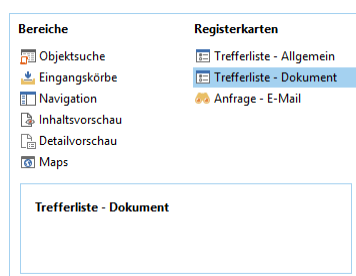 Bereiche
Objektsuche
Eingangskörbe
Navigation
Inhaltsvorschau
Detailvorschau
Maps
Registerkarten
Trefferliste - Allgemein
Trefferliste - Dokument
Anfrage - E-Mail
Trefferliste - Dokument